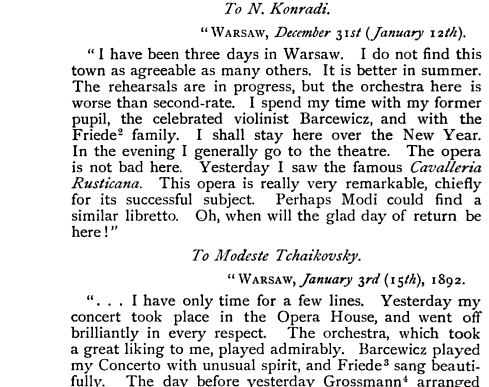 To N. Konradi.
"Warsaw, December 31st (January 12th).
"I have been three days in Warsaw. I do not find this
town as agreeable as many others. It is better in summer.
The rehearsals are in progress, but the orchestra here is
worse than second-rate. I spend my time with my former
pupil, the celebrated violinist Barcewicz, and with the
Friede² family. I shall stay here over the New Year.
In the evening I generally go to the theatre. The opera
is not bad here. Yesterday I saw the famous Cavalleria
Rusticana. This opera is really very remarkable, chiefly
for its successful subject. Perhaps Modi could find a
similar libretto. Oh, when will the glad day of return be
here!"
To Modeste Tchaikovsky.
"Warsaw, January 3rd (15th), 1892.
". . . I have only time for a few lines. Yesterday my
concert took place in the Opera House, and went off
brilliantly in every respect. The orchestra, which took
a great liking to me, played admirably. Barcewicz played
my Concerto with unusual spirit, and Friede³ sang beauti-
fully. The day before yesterday Grossmann⁴ arranged